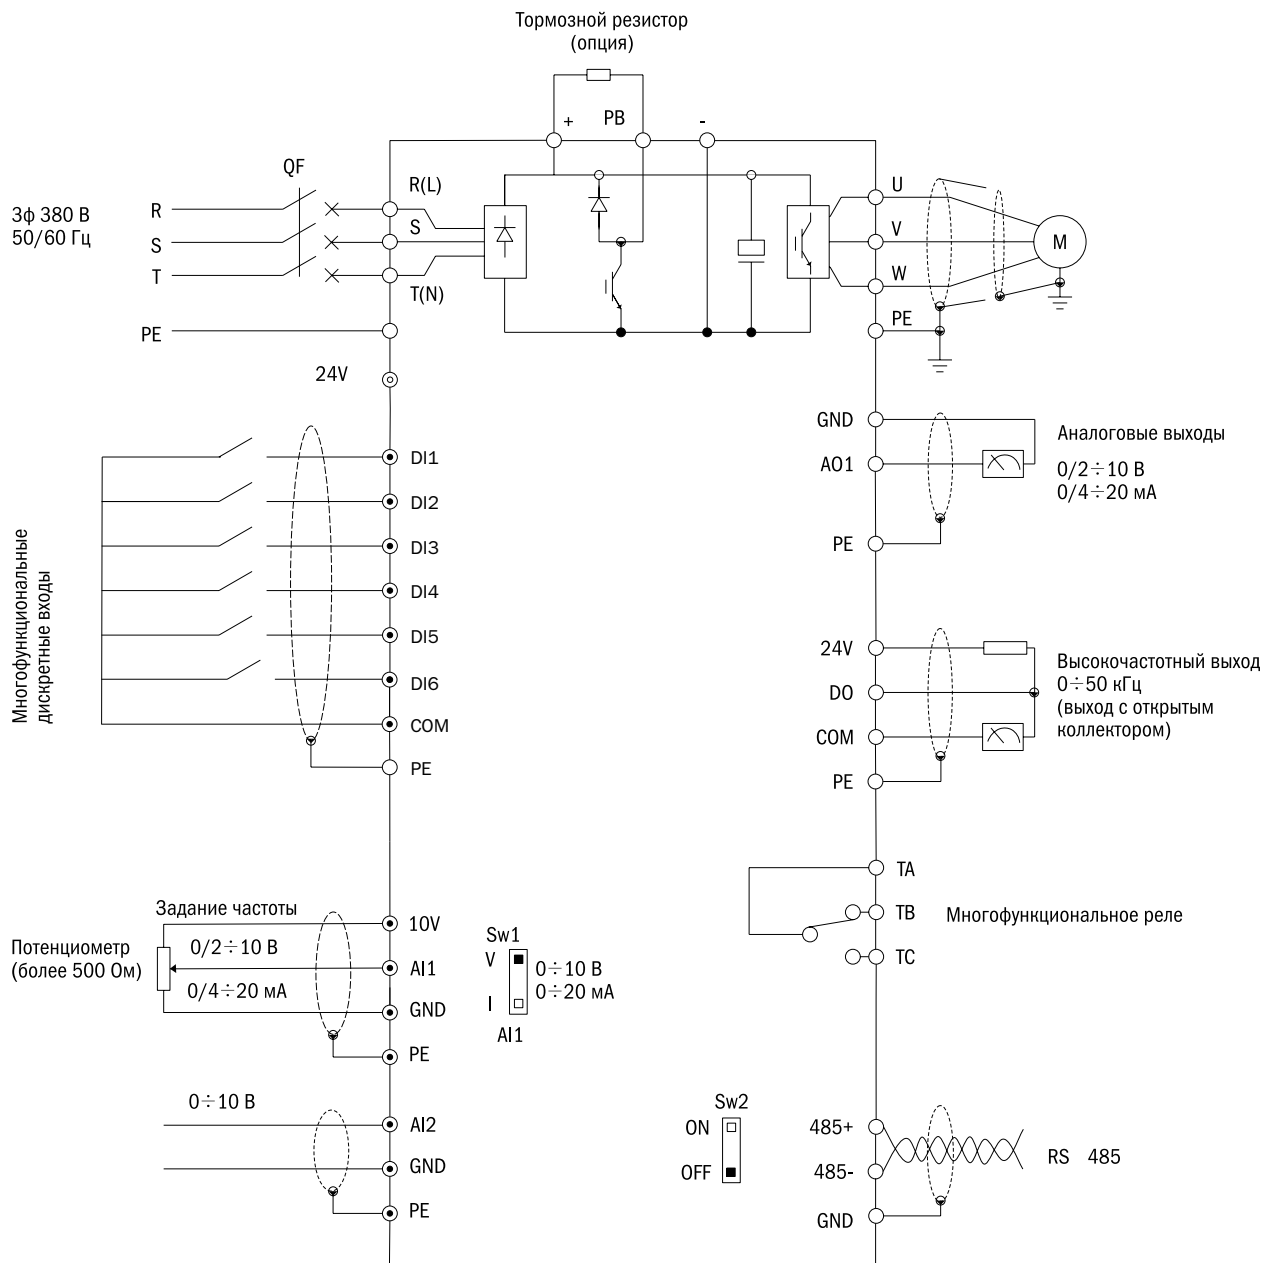 Тормозной резистор
(опция)
+
PB
-
QF
R(L)
S
T(N)
3ф 380 В
50/60 Гц
R
S
T
PE
24V
U
V
W
PE
M
Многофункциональные
дискретные входы
DI1
DI2
DI3
DI4
DI5
DI6
COM
PE
GND
AO1
PE
Аналоговые выходы
0/2÷10 В
0/4÷20 мА
24V
DO
COM
PE
Высокочастотный выход
0÷50 кГц
(выход с открытым
коллектором)
TA
TB
TC
Многофункциональное реле
Задание частоты
Потенциометр
(более 500 Ом)
0/2÷10 В
0/4÷20 мА
10V
AI1
GND
PE
Sw1
V
I
0÷10 В
0÷20 мА
AI1
0÷10 В
AI2
GND
PE
Sw2
ON
OFF
485+
485-
GND
RS 485